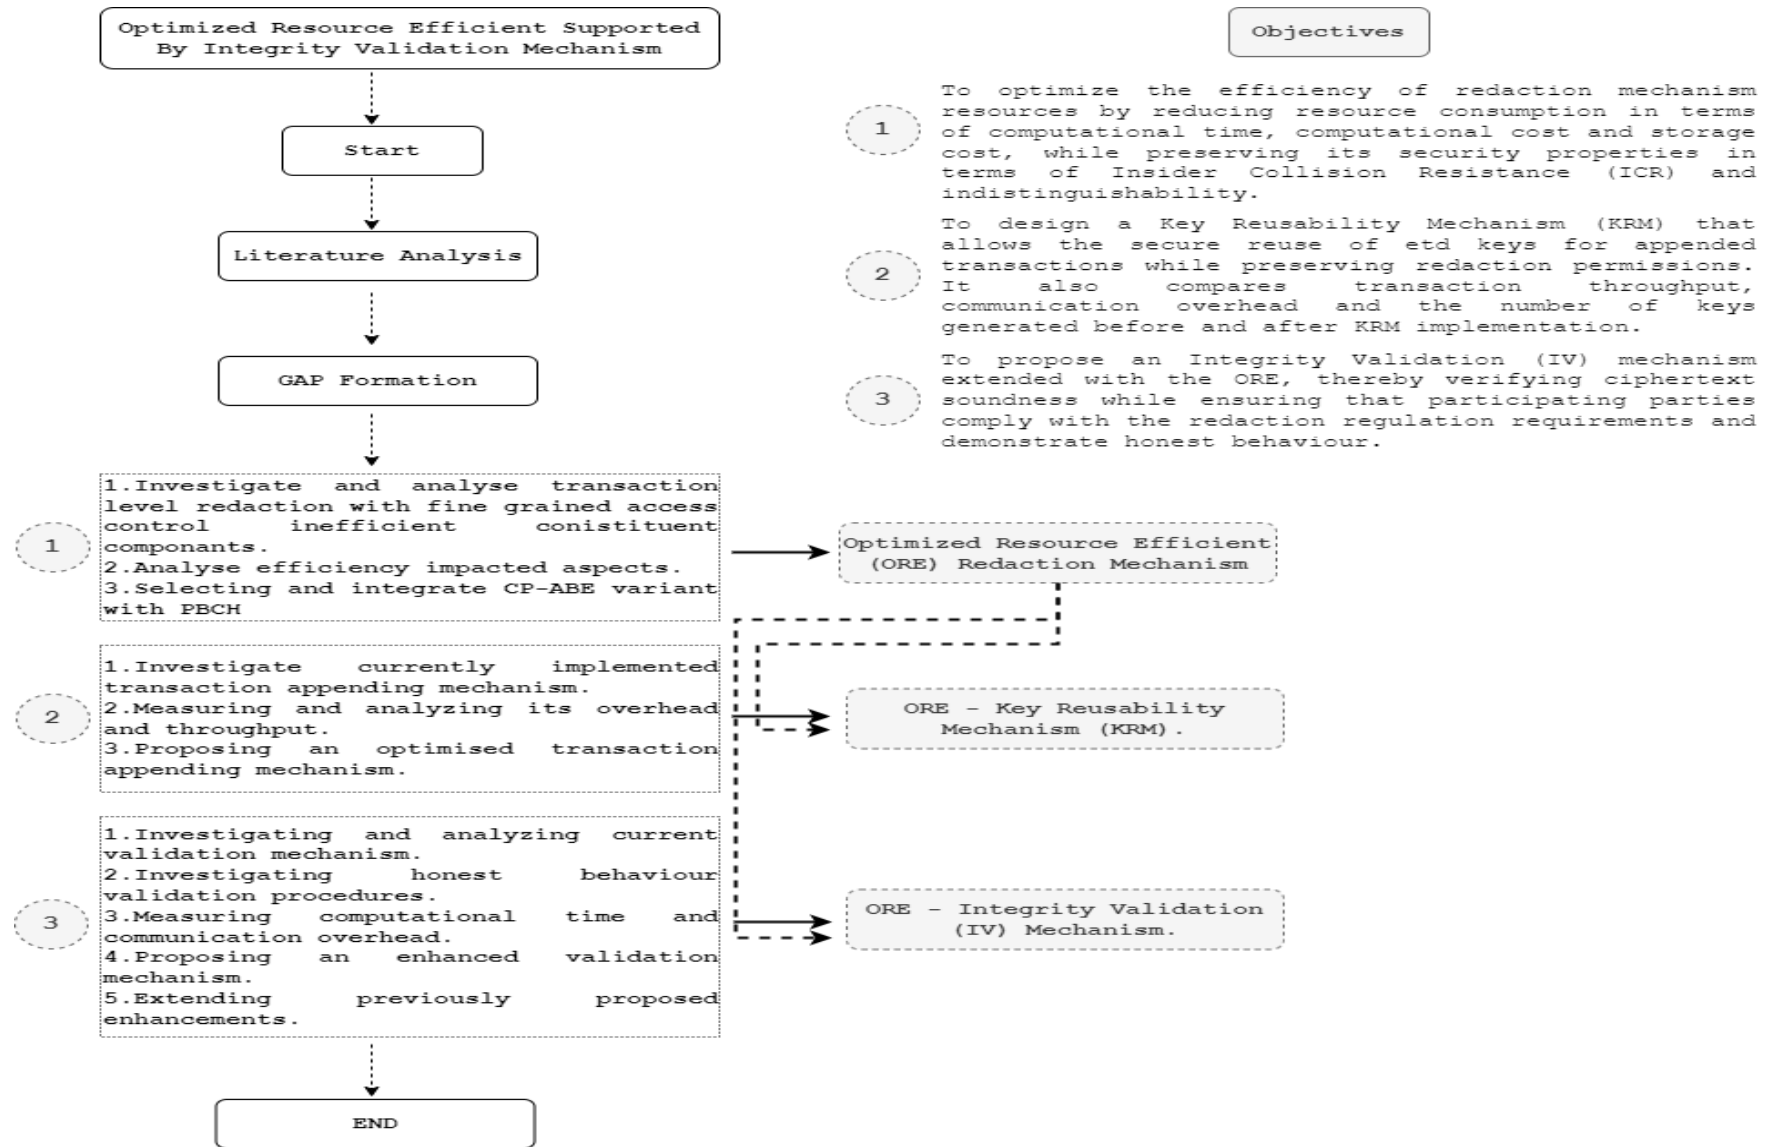 Optimized Resource Efficient Supported
By Integrity Validation Mechanism
Start
Literature Analysis
GAP Formation
1
1.Investigate and analyse transaction
level redaction with fine grained access
control inefficient conistituent
componants.
2.Analyse efficiency impacted aspects.
3.Selecting and integrate CP-ABE variant
with PBCH
2
1.Investigate currently implemented
transaction appending mechanism.
2.Measuring and analyzing its overhead
and throughput.
3.Proposing an optimised transaction
appending mechanism.
3
1.Investigating and analyzing current
validation mechanism.
2.Investigating honest behaviour
validation procedures.
3.Measuring computational time and
communication overhead.
4.Proposing an enhanced validation
mechanism.
5.Extending previously proposed
enhancements.
END
Objectives
1
To optimize the efficiency of redaction mechanism
resources by reducing resource consumption in terms
of computational time, computational cost and storage
cost, while preserving its security properties in
terms of Insider Collision Resistance (ICR) and
indistinguishability.
2
To design a Key Reusability Mechanism (KRM) that
allows the secure reuse of etd keys for appended
transactions while preserving redaction permissions.
It also compares transaction throughput,
communication overhead and the number of keys
generated before and after KRM implementation.
3
To propose an Integrity Validation (IV) mechanism
extended with the ORE, thereby verifying ciphertext
soundness while ensuring that participating parties
comply with the redaction regulation requirements and
demonstrate honest behaviour.
Optimized Resource Efficient
(ORE) Redaction Mechanism
ORE – Key Reusability
Mechanism (KRM).
ORE – Integrity Validation
(IV) Mechanism.